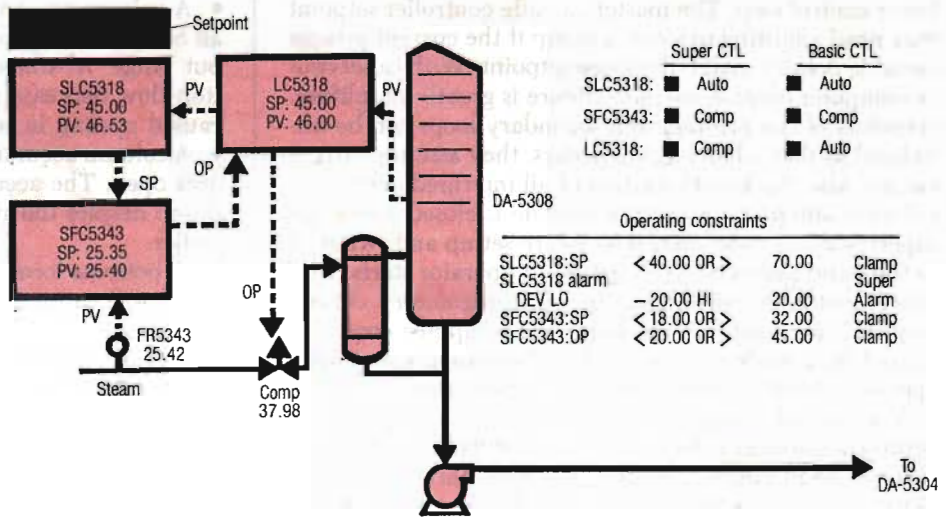 Setpoint
SLC5318
SP: 45.00
PV: 46.53
PV
LC5318
SP: 45.00
PV: 46.00
PV
SP
OP
SFC5343
SP: 25.35
PV: 25.40
PV
FR5343
25.42
Steam
OP
Comp
37.98
DA-5308
Super CTL Basic CTL
SLC5318: Auto Auto
SFC5343: Comp Comp
LC5318: Comp Auto
Operating constraints
SLC5318:SP < 40.00 OR > 70.00 Clamp
SLC5318 alarm Super
DEV LO – 20.00 HI 20.00 Alarm
SFC5343:SP < 18.00 OR > 32.00 Clamp
SFC5343:OP < 20.00 OR > 45.00 Clamp
To
DA-5304